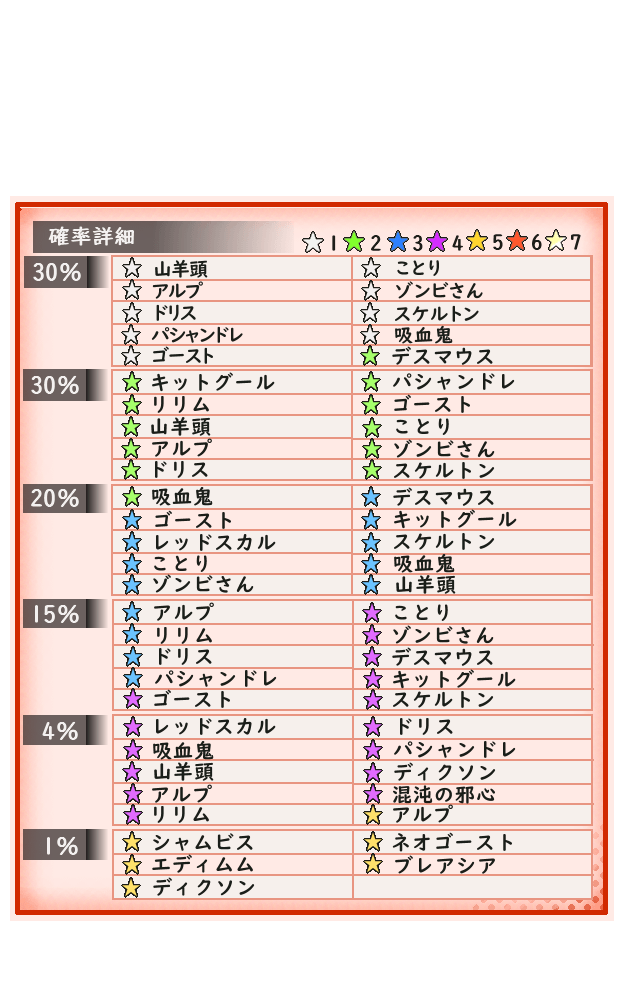 確率詳細
☆1★2★3★4★5★6★7
30%
☆山羊頭 ☆ことり
☆アルプ ☆ゾンビさん
☆ドリス ☆スケルトン
☆パシャンドレ ☆吸血鬼
☆ゴースト ★デスマウス
30%
★キットグール ★パシャンドレ
★リリム ★ゴースト
★山羊頭 ★ことり
★アルプ ★ゾンビさん
★ドリス ★スケルトン
20%
★吸血鬼 ★デスマウス
★ゴースト ★キットグール
★レッドスカル ★スケルトン
★ことり ★吸血鬼
★ゾンビさん ★山羊頭
15%
★アルプ ★ことり
★リリム ★ゾンビさん
★ドリス ★デスマウス
★パシャンドレ ★キットグール
★ゴースト ★スケルトン
4%
★レッドスカル ★ドリス
★吸血鬼 ★パシャンドレ
★山羊頭 ★ディクソン
★アルプ ★混沌の邪心
★リリム ★アルプ
1%
★シャムビス ★ネオゴースト
★エディムム ★ブレアシア
★ディクソン